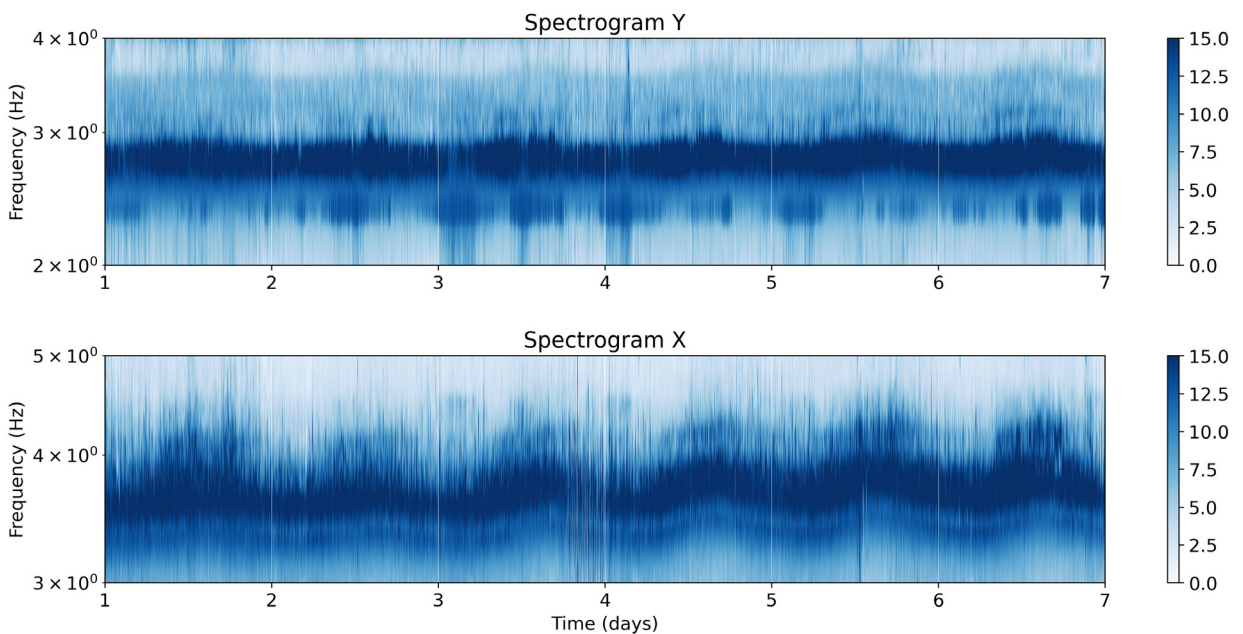 Spectrogram Y
4 × 10⁰
3 × 10⁰
2 × 10⁰
Frequency (Hz)
1 2 3 4 5 6 7
15.0
12.5
10.0
7.5
5.0
2.5
0.0
Spectrogram X
5 × 10⁰
4 × 10⁰
3 × 10⁰
Frequency (Hz)
1 2 3 4 5 6 7
Time (days)
15.0
12.5
10.0
7.5
5.0
2.5
0.0